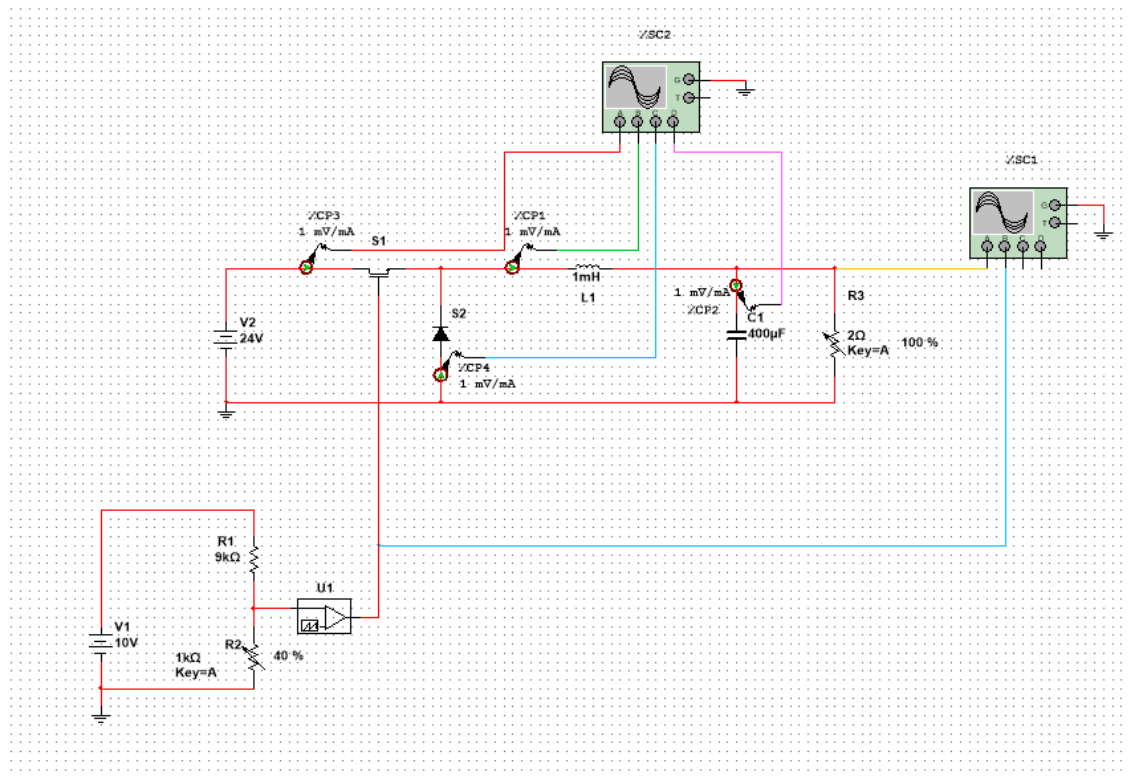 XSC2
G
T
A B C D
XSC1
G
T
A B C D
XCP3
1 mV/mA
S1
XCP1
1 mV/mA
1mH
L1
1 mV/mA
XCP2
C1
400µF
R3
2Ω
Key=A
100 %
S2
XCP4
1 mV/mA
V2
24V
R1
9kΩ
U1
V1
10V
R2
1kΩ
Key=A
40 %